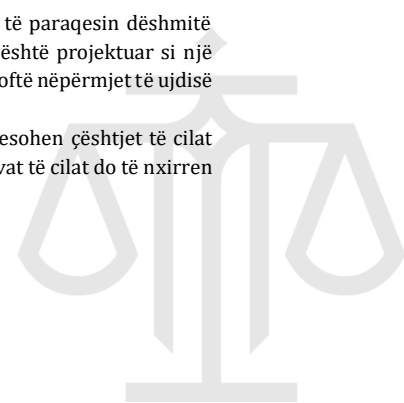 të paraqesin dëshmitë
është projektuar si një
oftë nëpërmjet të ujdisë
esohen çështjet të cilat
vat të cilat do të nxirren